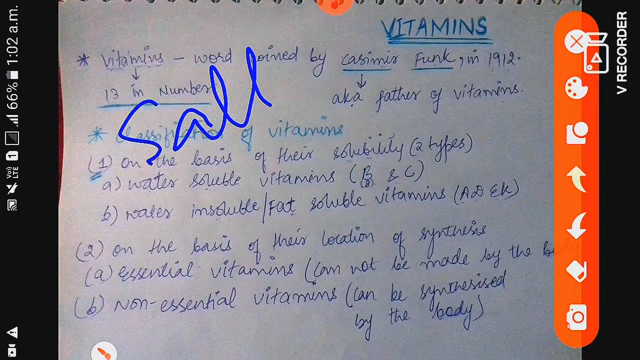 VITAMINS
* Vitamins - word coined by Casimir Funk, in 1912.
13 in Number
aka father of vitamins.
Sall
* Classification of vitamins
(1) on the basis of their solubility (2 types)
a) water soluble vitamins (B & C)
b) water insoluble/Fat soluble vitamins (ADEK)
(2) on the basis of their location of synthesis
(a) essential vitamins (can not be made by the body
(b) Non-essential vitamins (can be synthesised
by the body)
1:02 a.m.
66%
VoLTE
V RECORDER